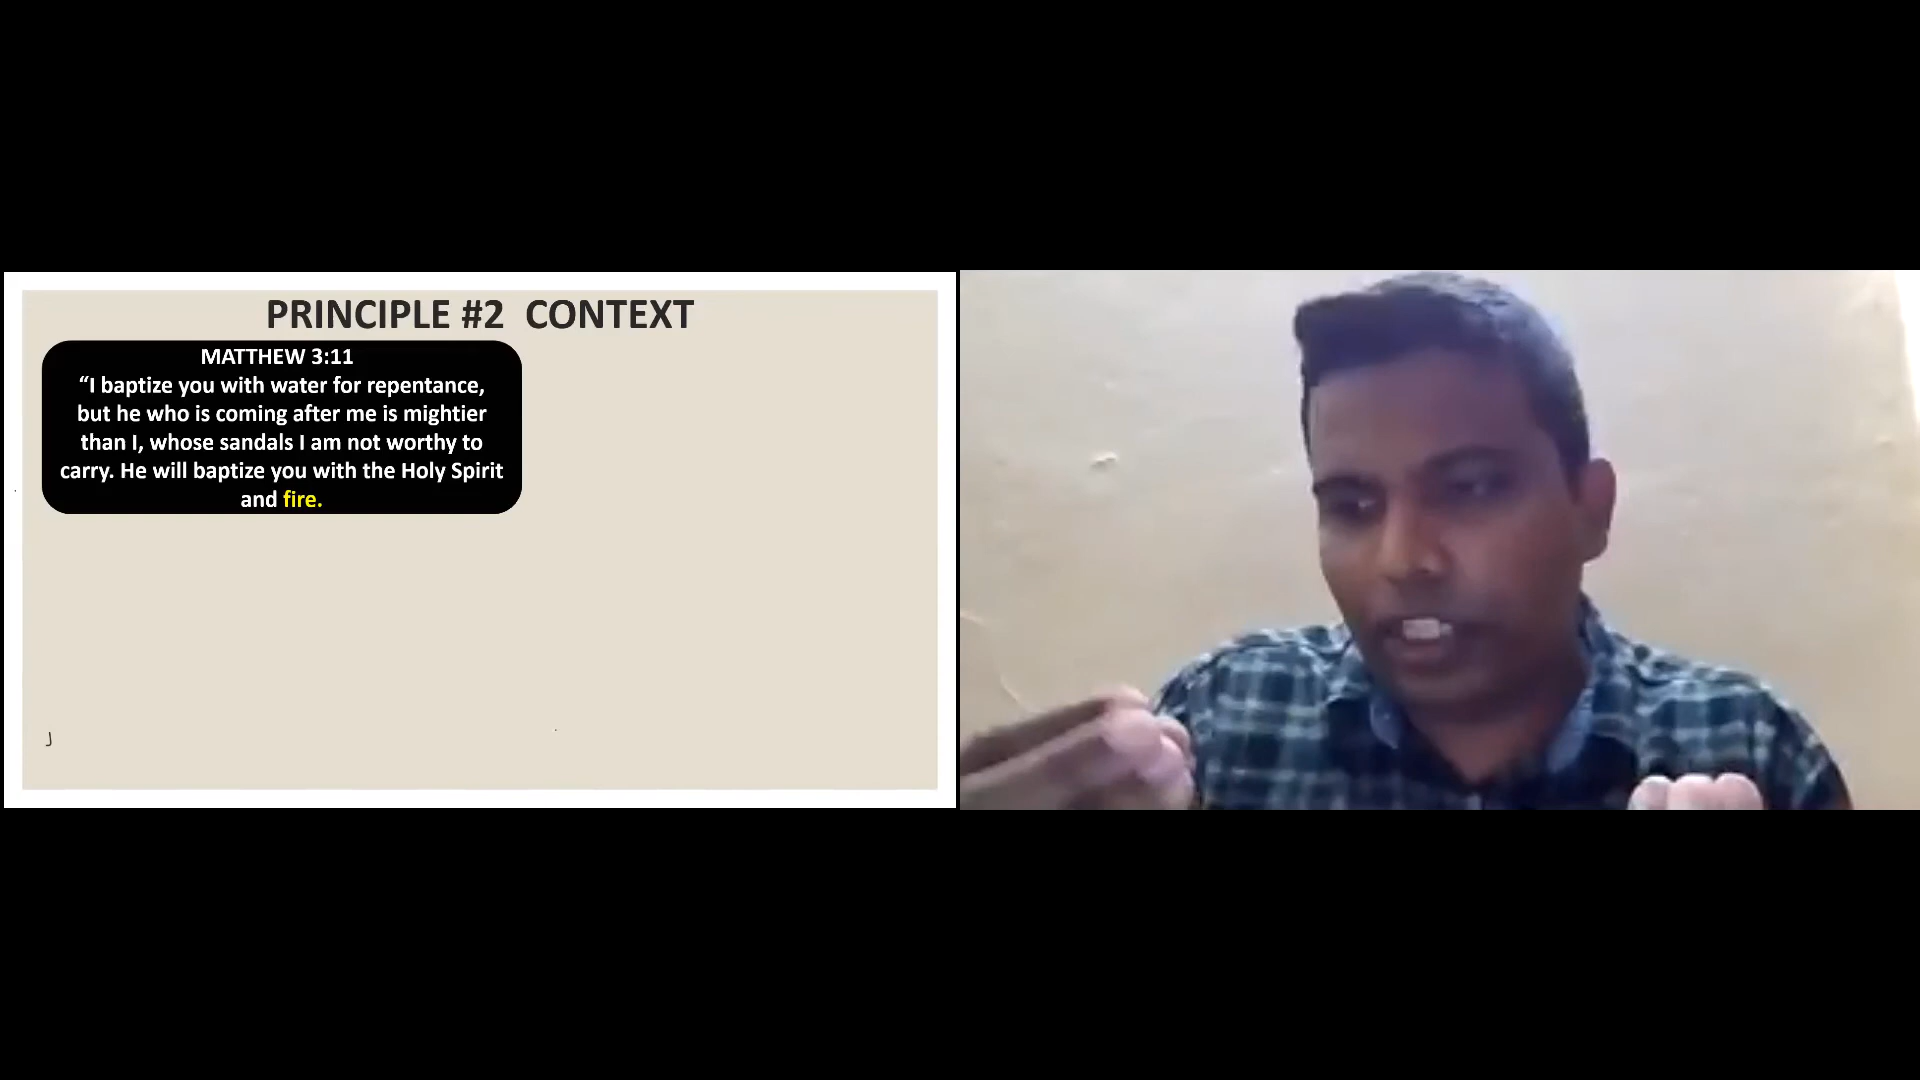 PRINCIPLE #2 CONTEXT
MATTHEW 3:11
“I baptize you with water for repentance,
but he who is coming after me is mightier
than I, whose sandals I am not worthy to
carry. He will baptize you with the Holy Spirit
and fire.